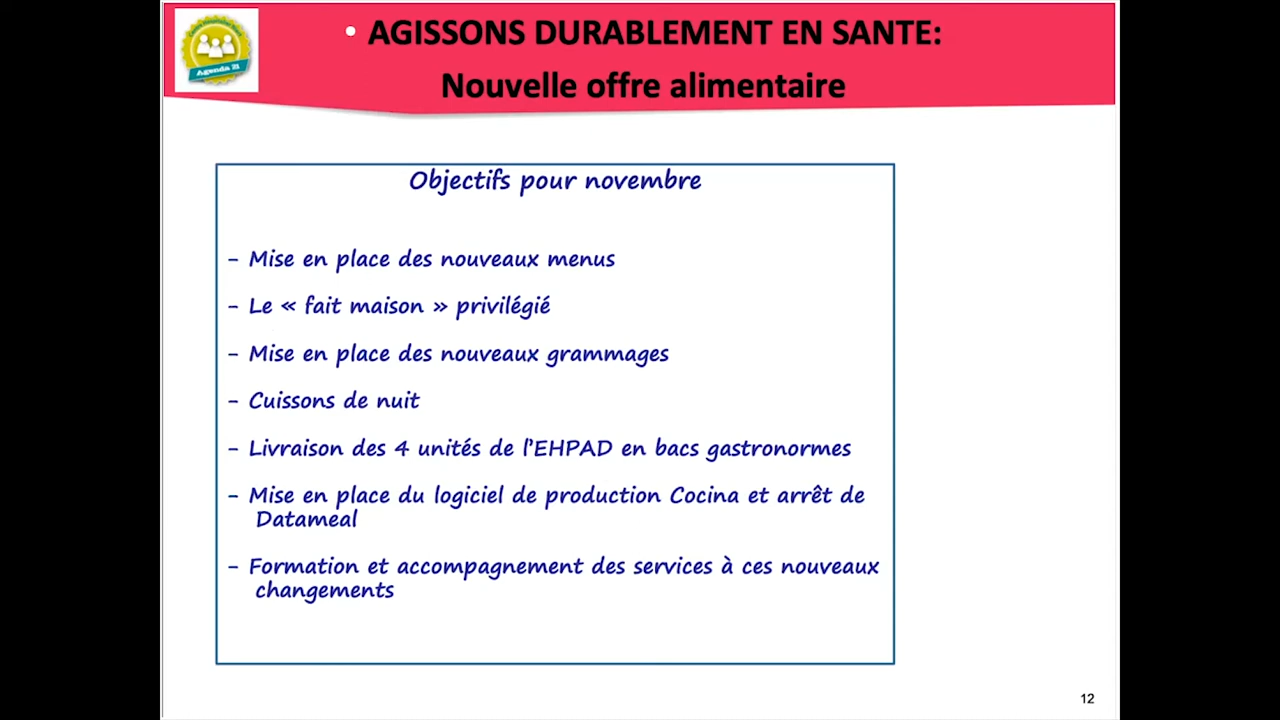 • AGISSONS DURABLEMENT EN SANTE:
Nouvelle offre alimentaire
Agenda 21
Objectifs pour novembre
- Mise en place des nouveaux menus
- Le « fait maison » privilégié
- Mise en place des nouveaux grammages
- Cuissons de nuit
- Livraison des 4 unités de l'EHPAD en bacs gastronormes
- Mise en place du logiciel de production Cocina et arrêt de
Datameal
- Formation et accompagnement des services à ces nouveaux
changements
12